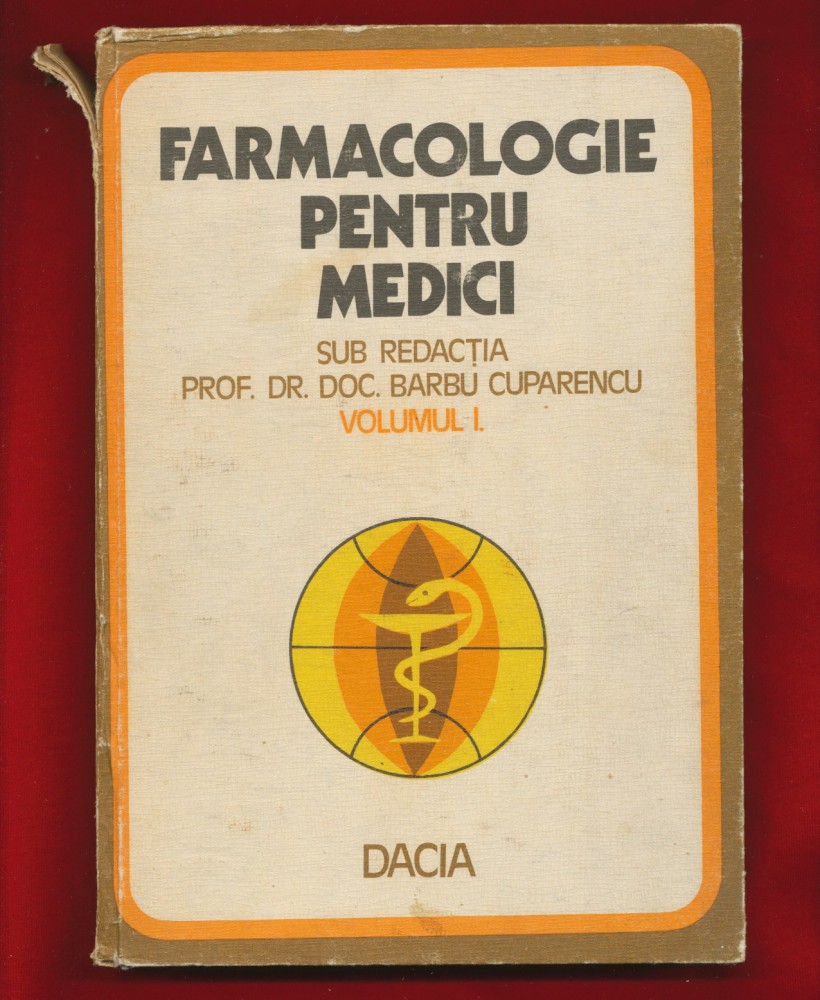 FARMACOLOGIE
PENTRU
MEDICI
SUB REDACȚIA
PROF. DR. DOC. BARBU CUPARENCU
VOLUMUL I.
DACIA